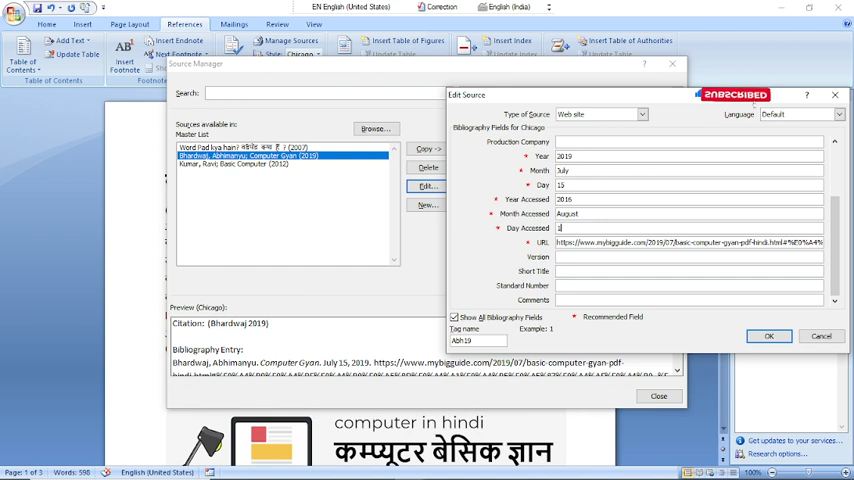 EN English (United States)
Correction
English (India)
Home Insert Page Layout References Mailings Review View
Table of Contents
Add Text
Update Table
Table of Contents
AB¹
Insert Footnote
Insert Endnote
Next Footnote
Footnote
Manage Sources
Style: Chicago
Insert Table of Figures
Update Table
Insert Index
Insert Table of Authorities
Source Manager
Search:
Sources available in:
Master List
Browse...
Word Pad kya hain? वर्डपैड क्या हैं ? (2007)
Bhardwaj, Abhimanyu; Computer Gyan (2019)
Kumar, Ravi; Basic Computer (2012)
Copy ->
Delete
Edit...
New...
Preview (Chicago):
Citation: (Bhardwaj 2019)
Bibliography Entry:
Bhardwaj, Abhimanyu. Computer Gyan. July 15, 2019. https://www.mybigguide.com/2019/07/basic-computer-gyan-pdf-
Close
Edit Source
SUBSCRIBED
Type of Source Web site
Language Default
Bibliography Fields for Chicago
Production Company
* Year 2019
* Month July
* Day 15
* Year Accessed 2016
* Month Accessed August
* Day Accessed 1
* URL https://www.mybigguide.com/2019/07/basic-computer-gyan-pdf-hindi.html#%E0%A4%
Version
Short Title
Standard Number
Comments
Show All Bibliography Fields * Recommended Field
Tag name Example: 1
Abh19
OK Cancel
computer in hindi
कम्प्यूटर बेसिक ज्ञान
Get updates to your services...
Research options...
Page: 1 of 3 Words: 598 English (United States) 100%